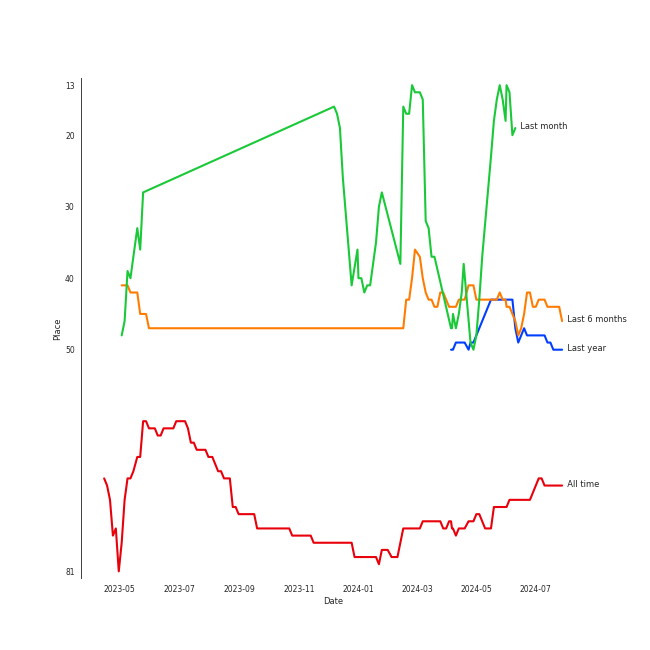 13
20
Last month
30
40
Last 6 months
Place
Last year
50
All time
81
2023-05 2023-07 2023-09 2023-11 2024-01 2024-03 2024-05 2024-07
Date